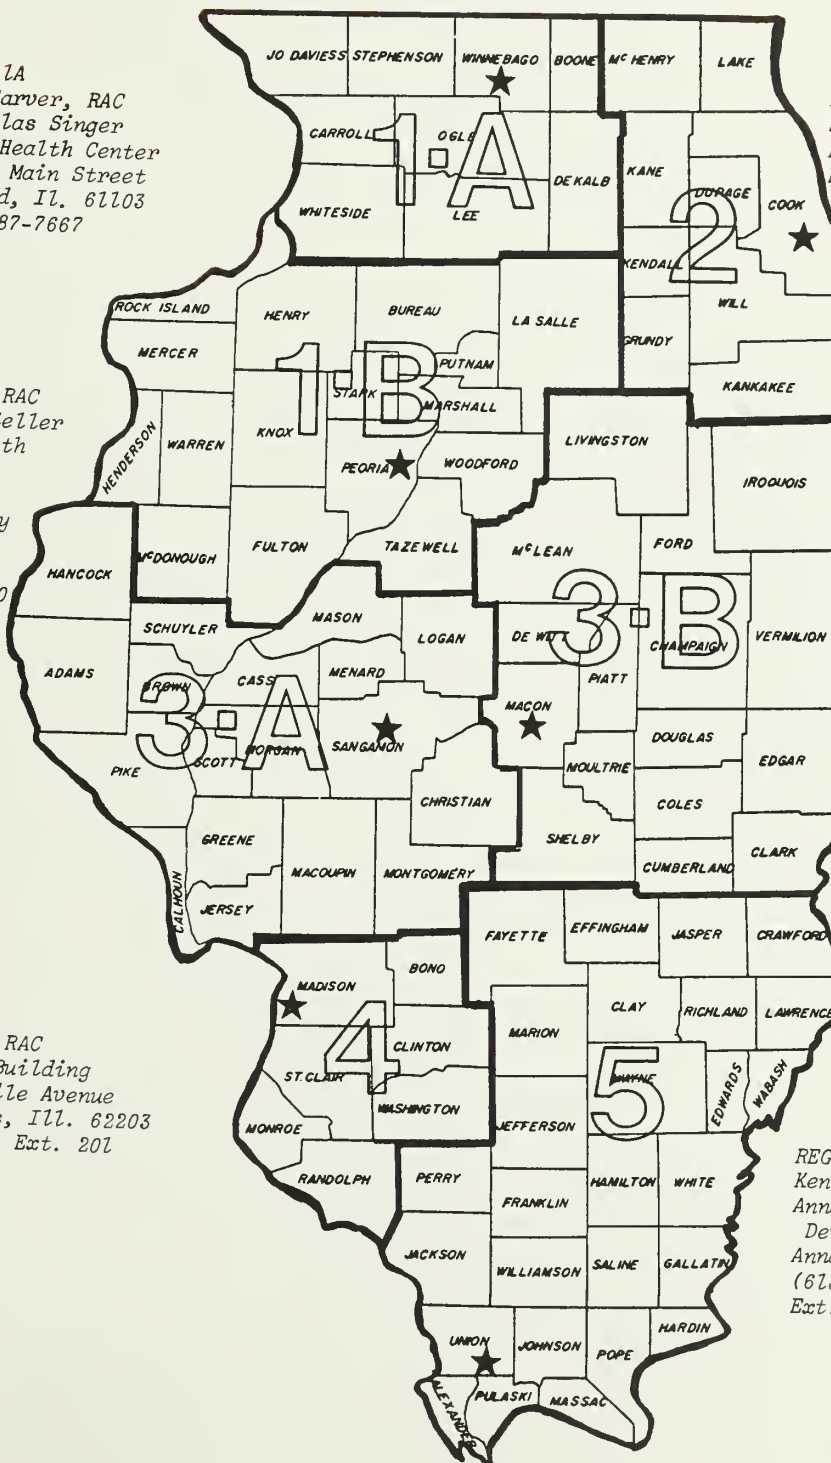 1A
arver, RAC
las Singer
Health Center
Main Street
d, Il. 61103
87-7667
RAC
eller
th
y
0
RAC
Building
lle Avenue
s, Ill. 62203
Ext. 201
REG
Ken
Ann
De
Anna
(618
Ext.
JO DAVIESS STEPHENSON WINNEBAGO BOONE McHENRY LAKE
CARROLL OGLE
1-A
DEKALB KANE DUPAGE COOK
WHITESIDE LEE
2
KENDALL WILL
ROCK ISLAND HENRY BUREAU LA SALLE GRUNDY
MERCER PUTNAM KANKAKEE
1-B
STARK MARSHALL
HENDERSON WARREN KNOX PEORIA WOODFORD LIVINGSTON IROQUOIS
HANCOCK McDONOUGH FULTON TAZEWELL McLEAN FORD
SCHUYLER MASON LOGAN DE WITT
3-B
CHAMPAIGN VERMILION
ADAMS BROWN CASS MENARD PIATT
3-A
MACON
PIKE SCOTT MORGAN SANGAMON DOUGLAS EDGAR
MOULTRIE
CHRISTIAN COLES
GREENE SHELBY
MACOUPIN MONTGOMERY CUMBERLAND CLARK
CALHOUN JERSEY
FAYETTE EFFINGHAM JASPER CRAWFORD
BOND
MADISON CLAY RICHLAND LAWRENCE
4
CLINTON MARION
ST. CLAIR WAYNE EDWARDS WABASH
5
WASHINGTON
MONROE JEFFERSON
RANDOLPH PERRY HAMILTON WHITE
FRANKLIN
JACKSON WILLIAMSON SALINE GALLATIN
UNION JOHNSON POPE HARDIN
ALEXANDER PULASKI MASSAC